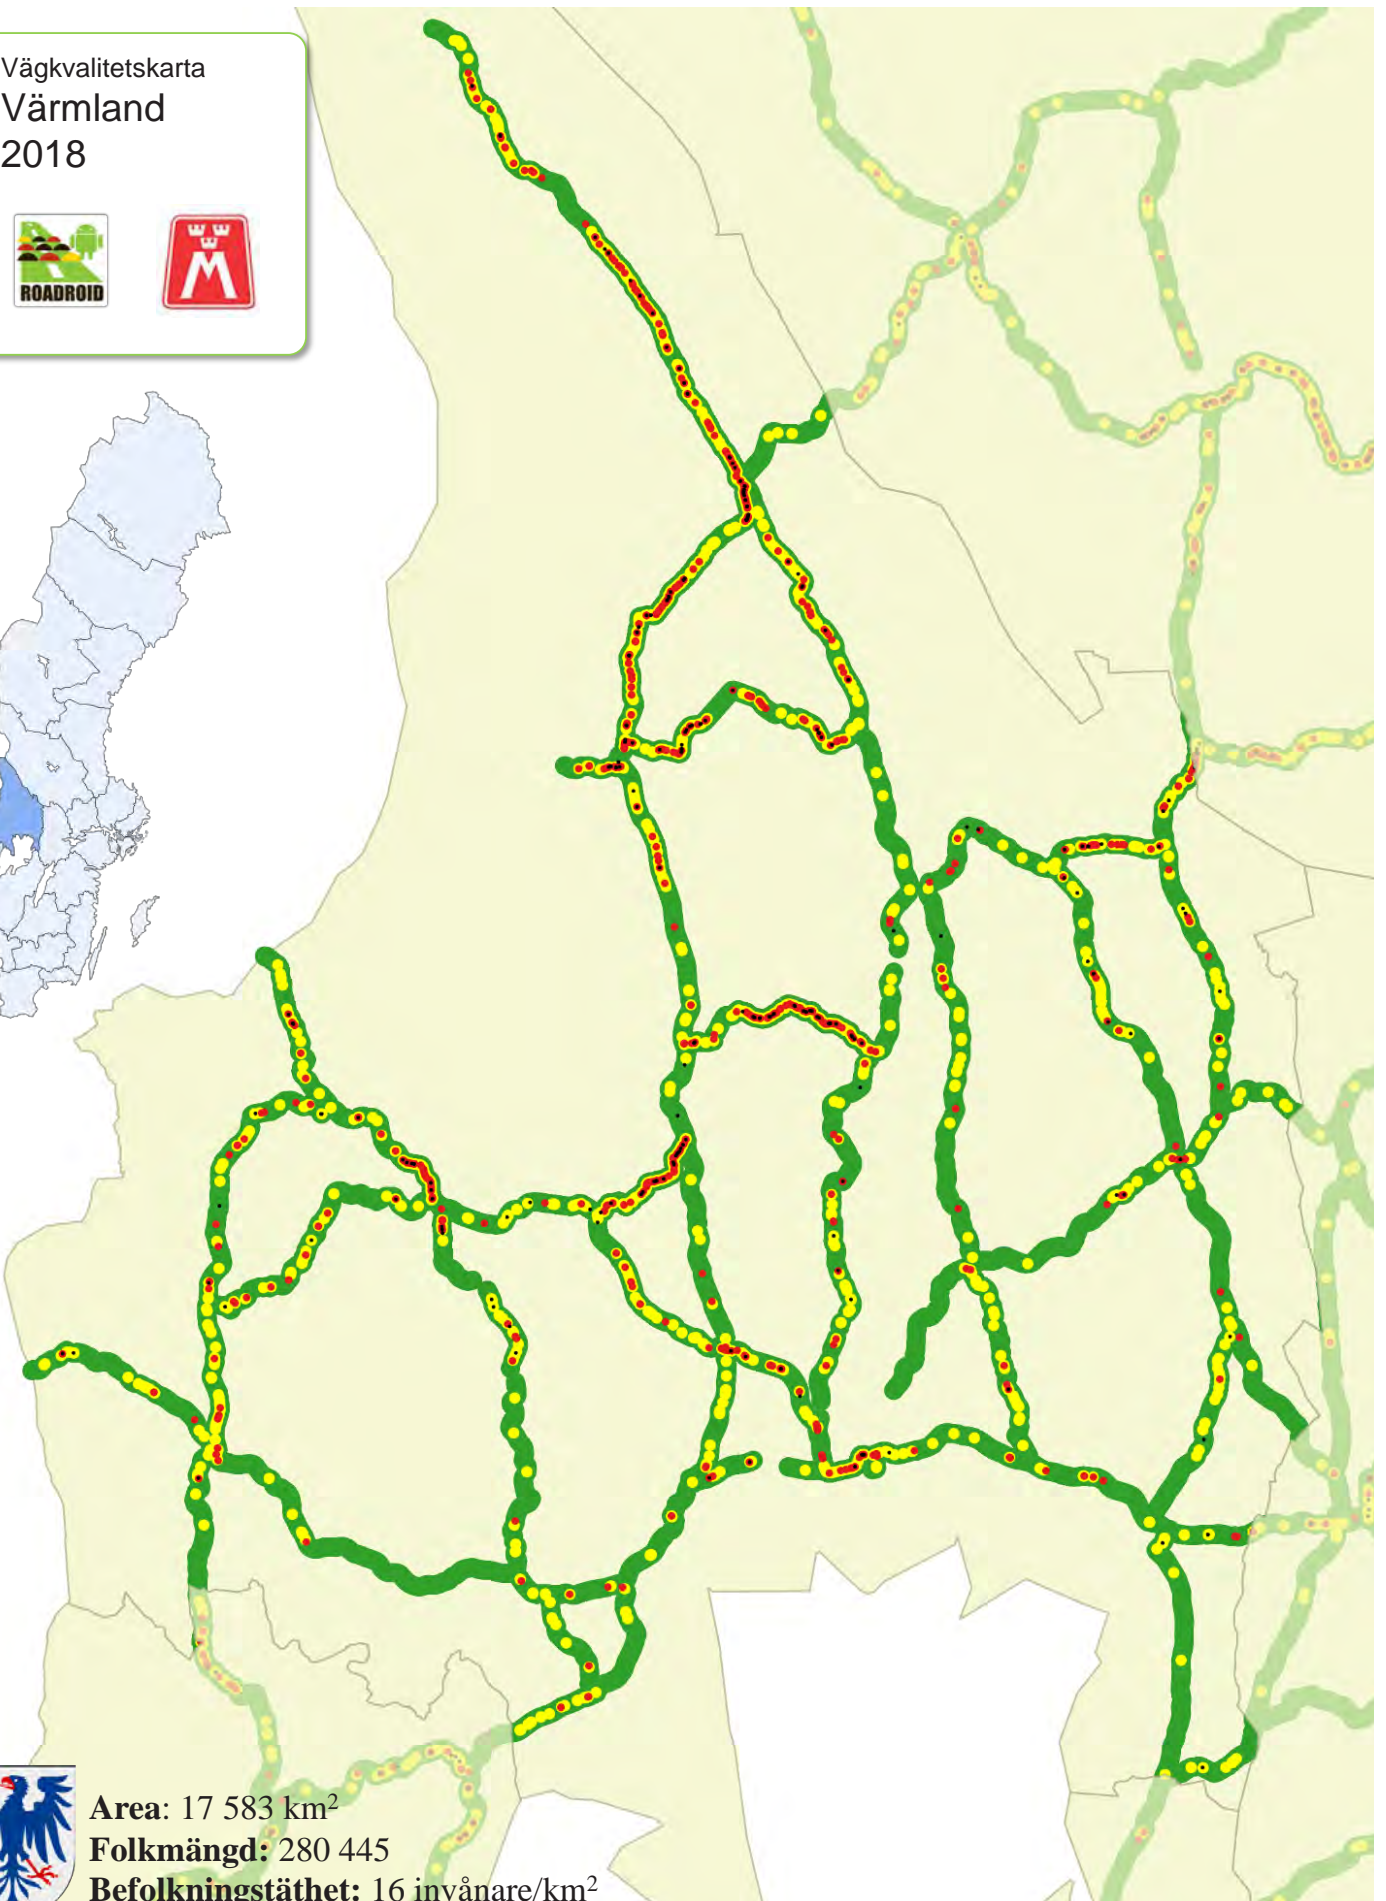 Vägkvalitetskarta
Värmland
2018
ROADROID
M
Area: 17 583 km²
Folkmängd: 280 445
Befolkningstäthet: 16 invånare/km²